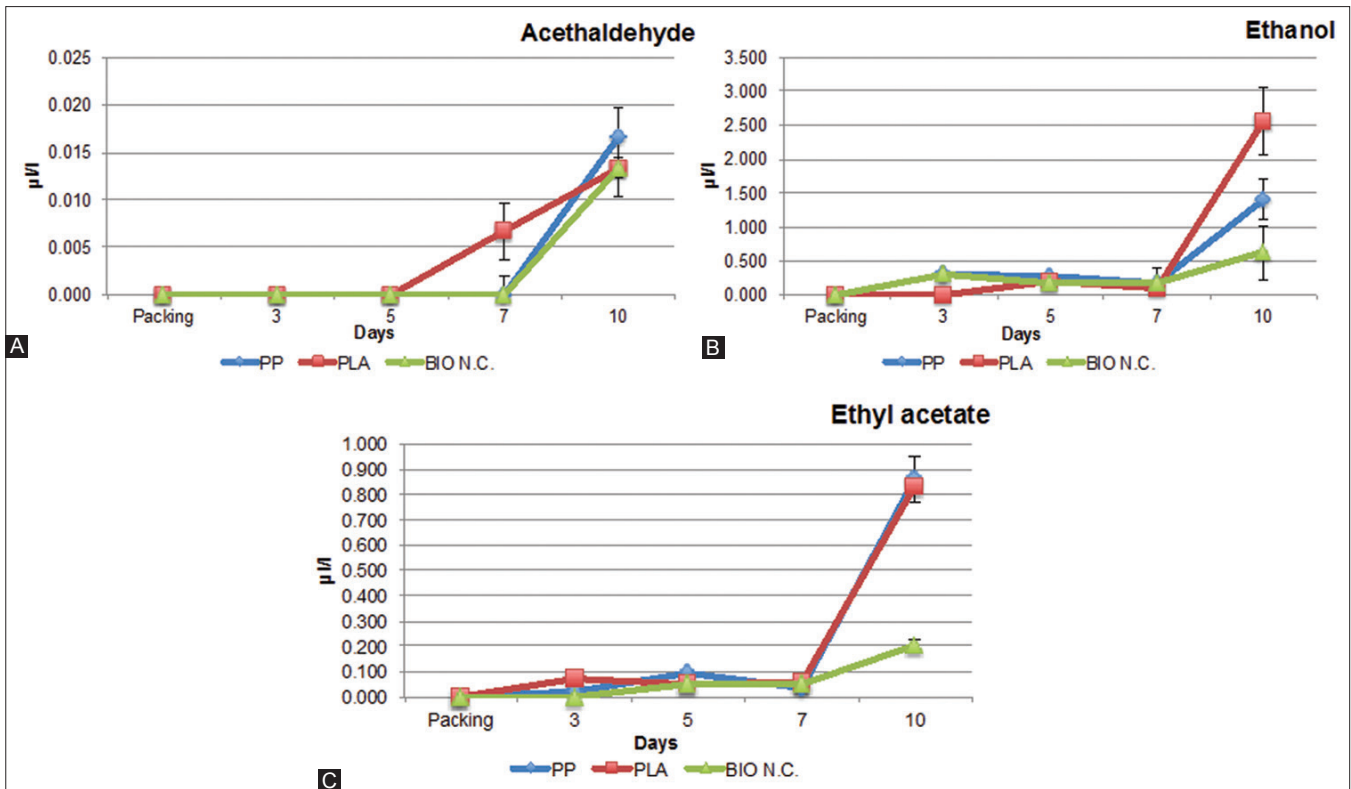 Acethaldehyde
0.025
0.020
0.015
0.010
0.005
0.000
µl/l
Packing 3 5 7 10
Days
PP PLA BIO N.C.
A
Ethanol
3.500
3.000
2.500
2.000
1.500
1.000
0.500
0.000
µl/l
Packing 3 5 7 10
Days
PP PLA BIO N.C.
B
Ethyl acetate
1.000
0.900
0.800
0.700
0.600
0.500
0.400
0.300
0.200
0.100
0.000
µl/l
Packing 3 5 7 10
Days
PP PLA BIO N.C.
C